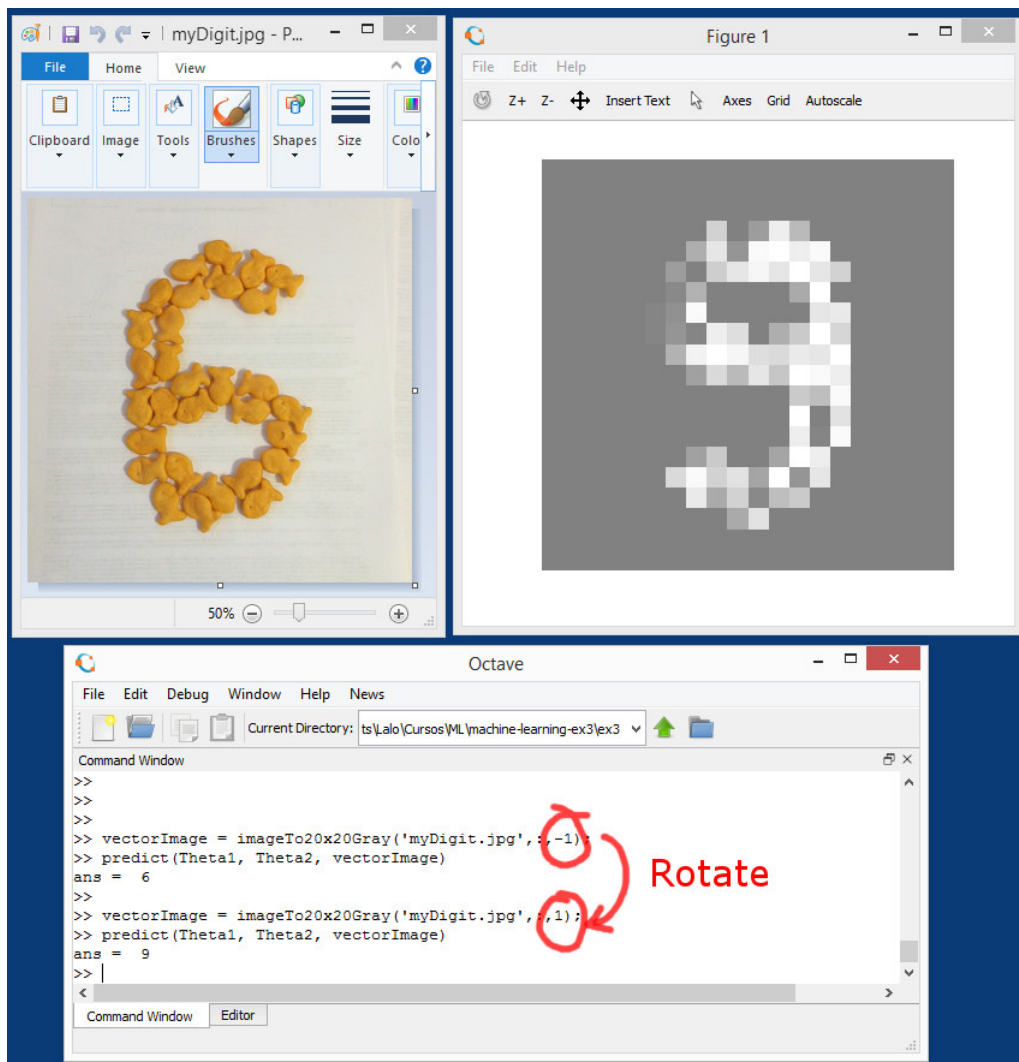 myDigit.jpg - P...
File Home View
Clipboard Image Tools Brushes Shapes Size Colo
50%
Figure 1
File Edit Help
Z+ Z- Insert Text Axes Grid Autoscale
Octave
File Edit Debug Window Help News
Current Directory: ts\Lalo\Cursos\ML\machine-learning-ex3\ex3
Command Window
>>
>>
>>
>> vectorImage = imageTo20x20Gray('myDigit.jpg',:,-1);
>> predict(Theta1, Theta2, vectorImage)
ans = 6
>>
>> vectorImage = imageTo20x20Gray('myDigit.jpg',:,1);
>> predict(Theta1, Theta2, vectorImage)
ans = 9
>>
Rotate
Command Window Editor